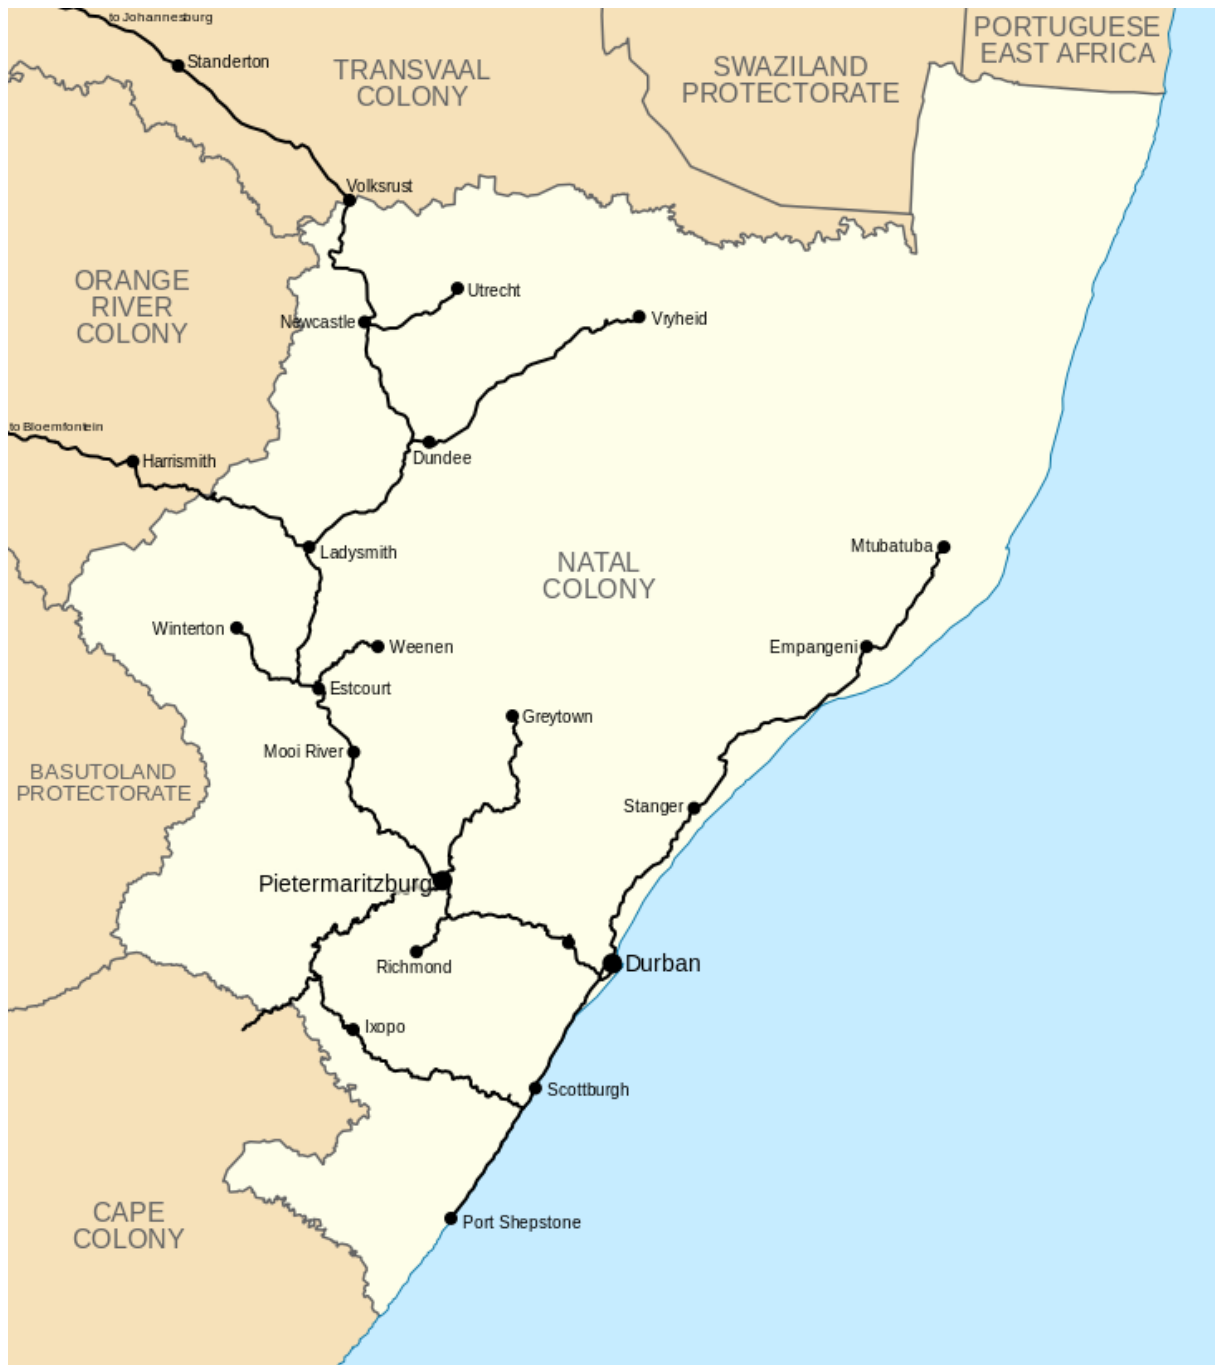 to Johannesburg
PORTUGUESE
EAST AFRICA
Standerton
TRANSVAAL
COLONY
SWAZILAND
PROTECTORATE
Volksrust
ORANGE
RIVER
COLONY
Utrecht
Newcastle
Vryheid
to Bloemfontein
Harrismith
Dundee
Ladysmith
Mtubatuba
NATAL
COLONY
Winterton
Weenen
Empangeni
Estcourt
Greytown
Mooi River
BASUTOLAND
PROTECTORATE
Stanger
Pietermaritzburg
Richmond
Durban
Ixopo
Scottburgh
CAPE
COLONY
Port Shepstone